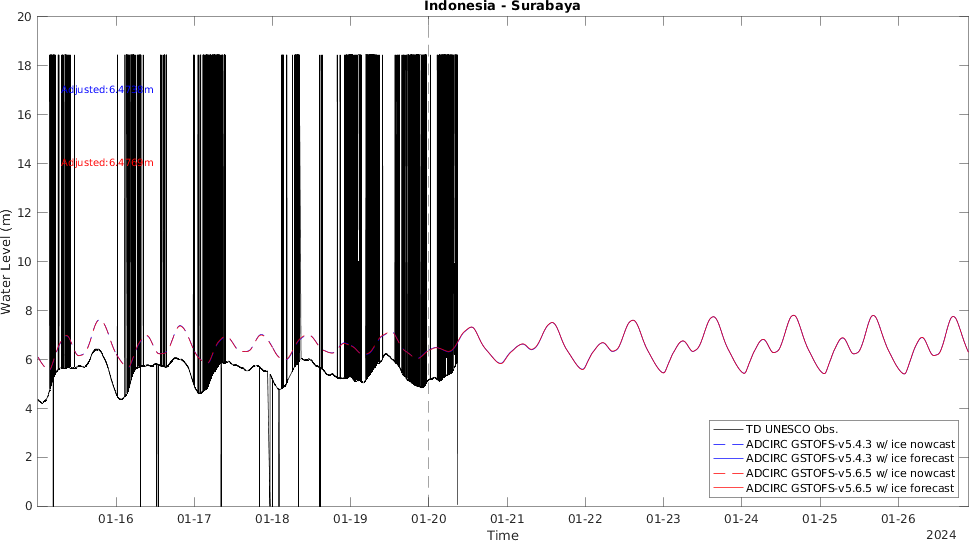 Indonesia - Surabaya
20
18
16
14
12
10
8
6
4
2
0
Water Level (m)
01-16
01-17
01-18
01-19
01-20
01-21
01-22
01-23
01-24
01-25
01-26
Time
2024
TD UNESCO Obs.
ADCIRC GSTOFS-v5.4.3 w/ ice nowcast
ADCIRC GSTOFS-v5.4.3 w/ ice forecast
ADCIRC GSTOFS-v5.6.5 w/ ice nowcast
ADCIRC GSTOFS-v5.6.5 w/ ice forecast